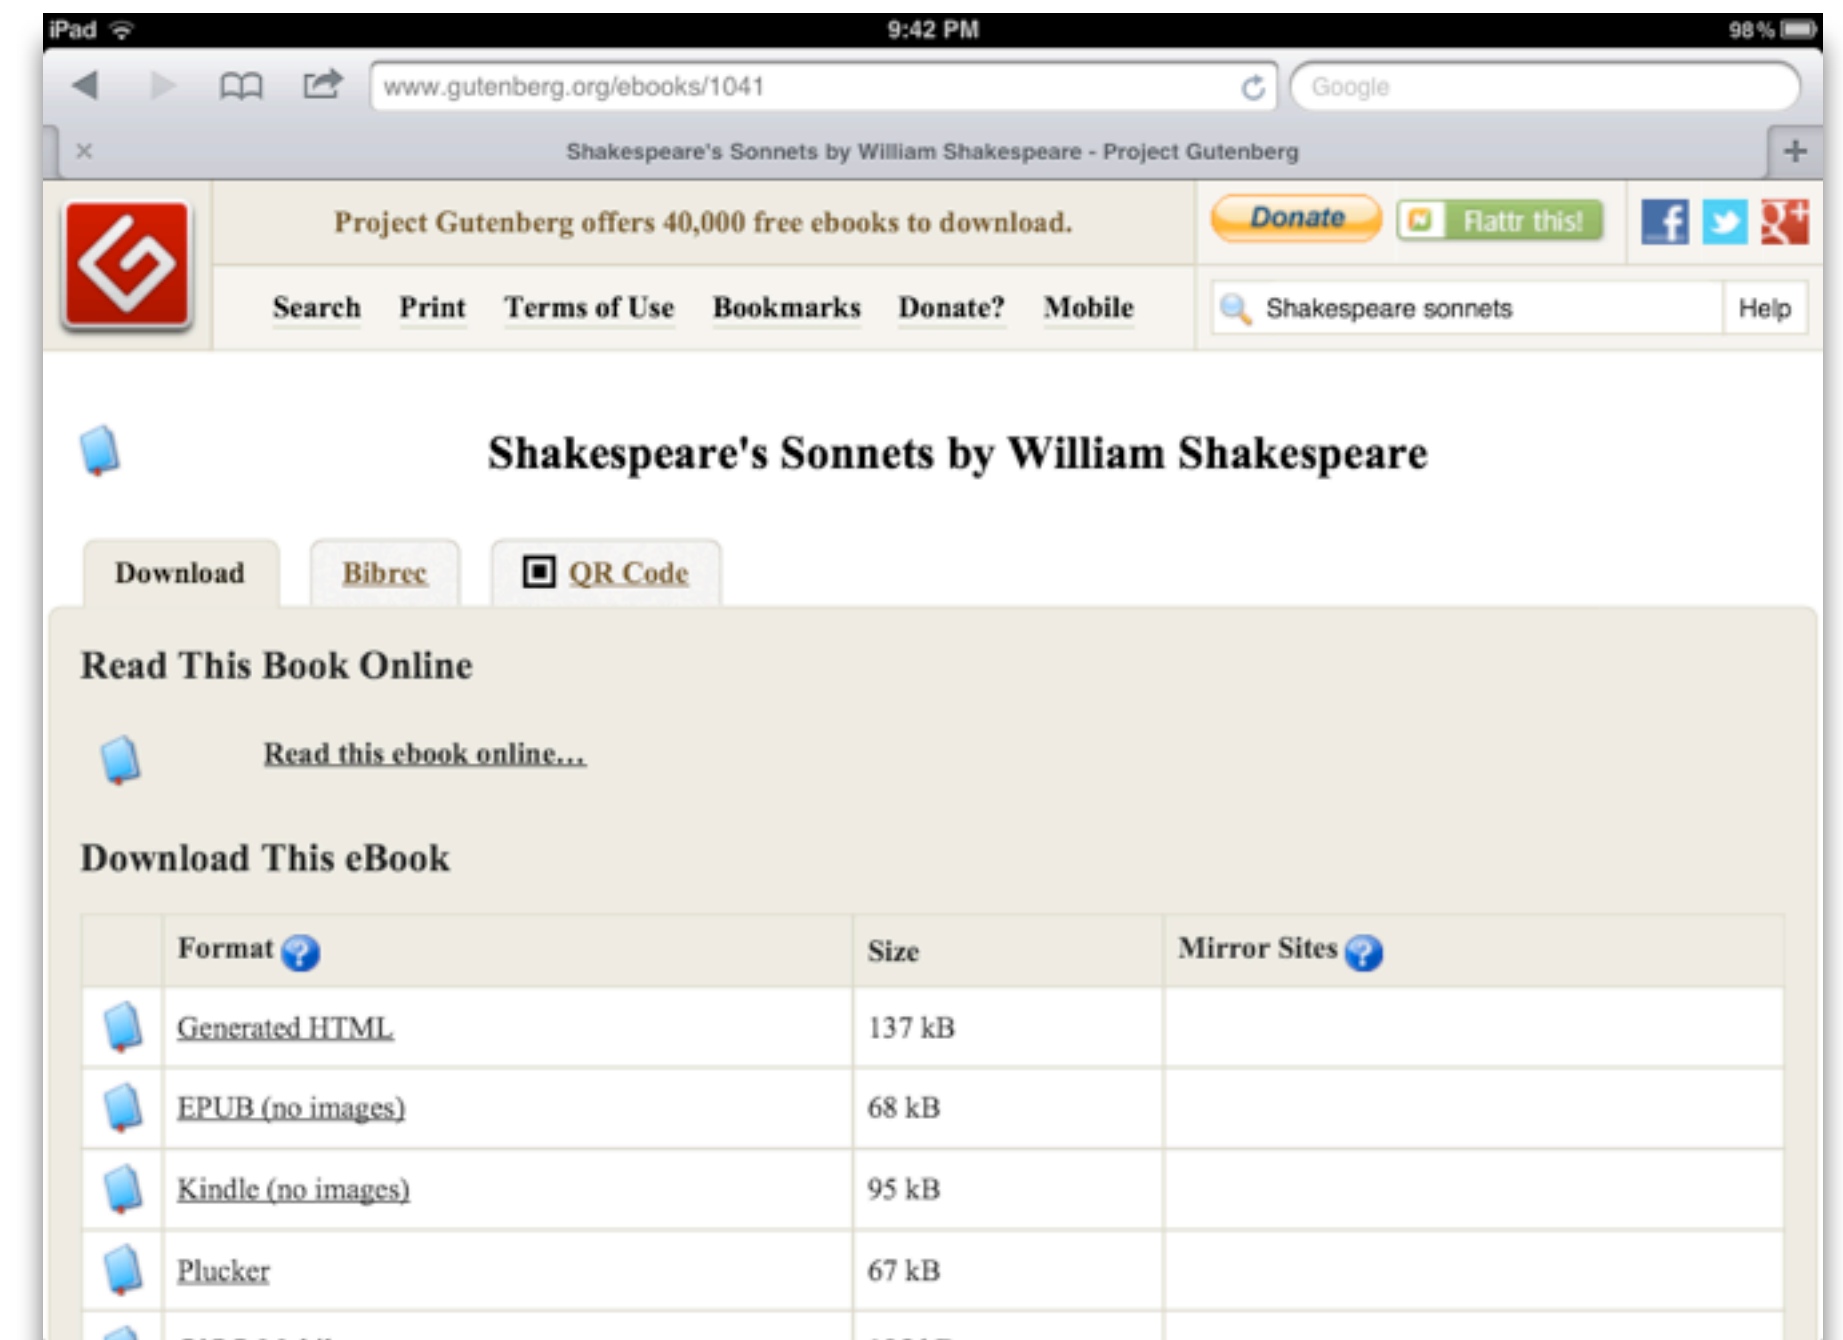 iPad 9:42 PM 98%
www.gutenberg.org/ebooks/1041 Google
Shakespeare's Sonnets by William Shakespeare - Project Gutenberg
Project Gutenberg offers 40,000 free ebooks to download. Donate Flattr this!
Search Print Terms of Use Bookmarks Donate? Mobile Shakespeare sonnets Help
Shakespeare's Sonnets by William Shakespeare
Download Bibrec QR Code
Read This Book Online
Read this ebook online…
Download This eBook
Format Size Mirror Sites
Generated HTML 137 kB
EPUB (no images) 68 kB
Kindle (no images) 95 kB
Plucker 67 kB